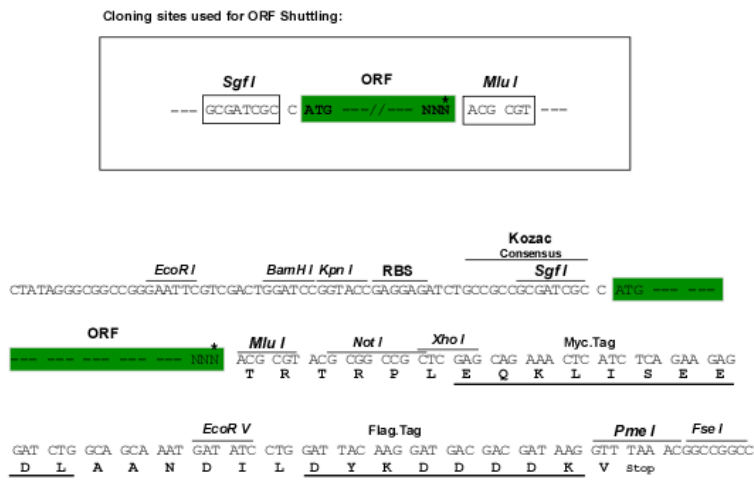 Cloning sites used for ORF Shuttling:
Sgf I ORF Mlu I
--- GCGATCGC C ATG ---//--- NNN* ACG CGT ---
Kozac
Consensus
EcoR I BamH I Kpn I RBS Sgf I
CTATAGGGCGGCCGGGAATTCGTCGACTGGATCCGGTACCGAGGAGATCTGCCGCCGCGATCGC C ATG --- ---
ORF
Mlu I Not I Xho I Myc.Tag
--- --- --- --- --- NNN* ACG CGT ACG CGG CCG CTC GAG CAG AAA CTC ATC TCA GAA GAG
T R T R P L E Q K L I S E E
EcoR V Flag.Tag Pme I Fse I
GAT CTG GCA GCA AAT GAT ATC CTG GAT TAC AAG GAT GAC GAC GAT AAG GTT TAA ACGGCCGGCC
D L A A N D I L D Y K D D D D K V Stop